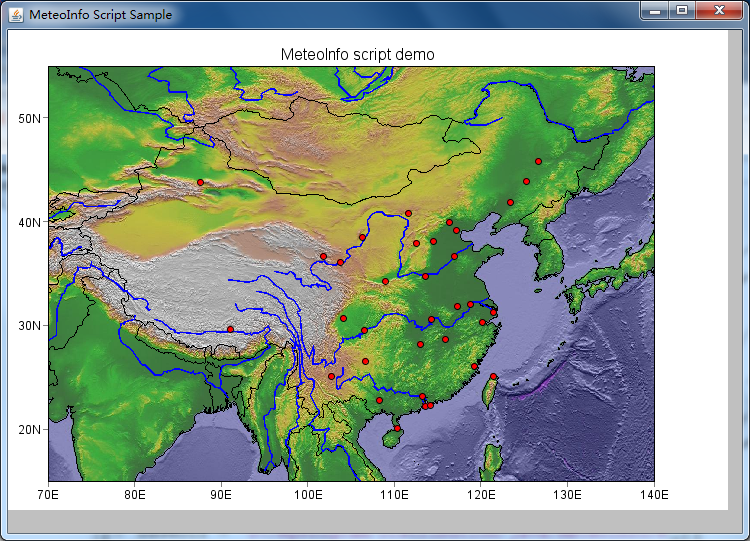 MeteoInfo Script Sample
MeteoInfo script demo
50N
40N
30N
20N
70E
80E
90E
100E
110E
120E
130E
140E